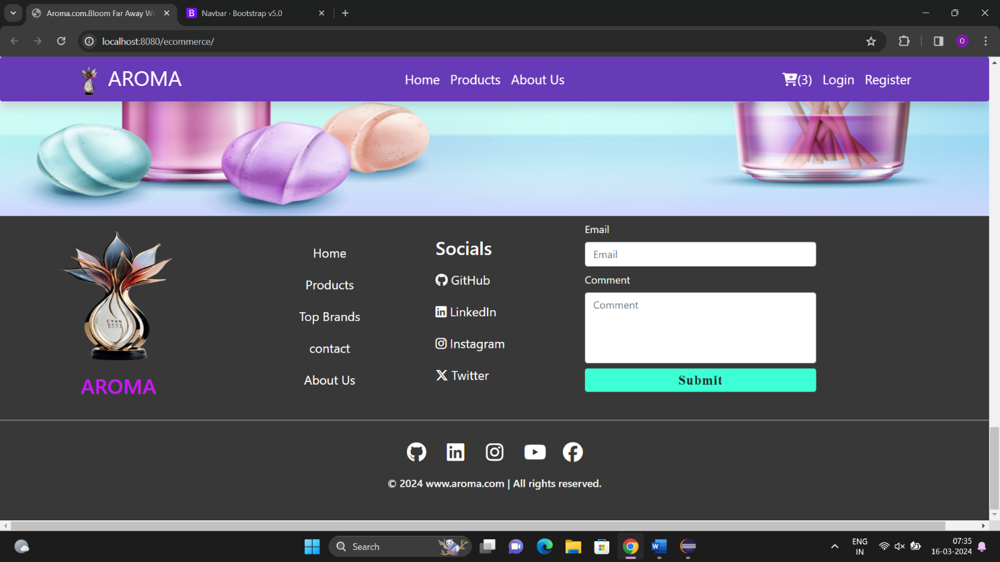 Aroma.com.Bloom Far Away Wi
Navbar · Bootstrap v5.0
localhost:8080/ecommerce/
O
AROMA
Home Products About Us
(3) Login Register
EYAN
AROMA
Home
Products
Top Brands
contact
About Us
Socials
GitHub
LinkedIn
Instagram
Twitter
Email
Email
Comment
Comment
Submit
© 2024 www.aroma.com | All rights reserved.
Search
ENG
IN
07:35
16-03-2024